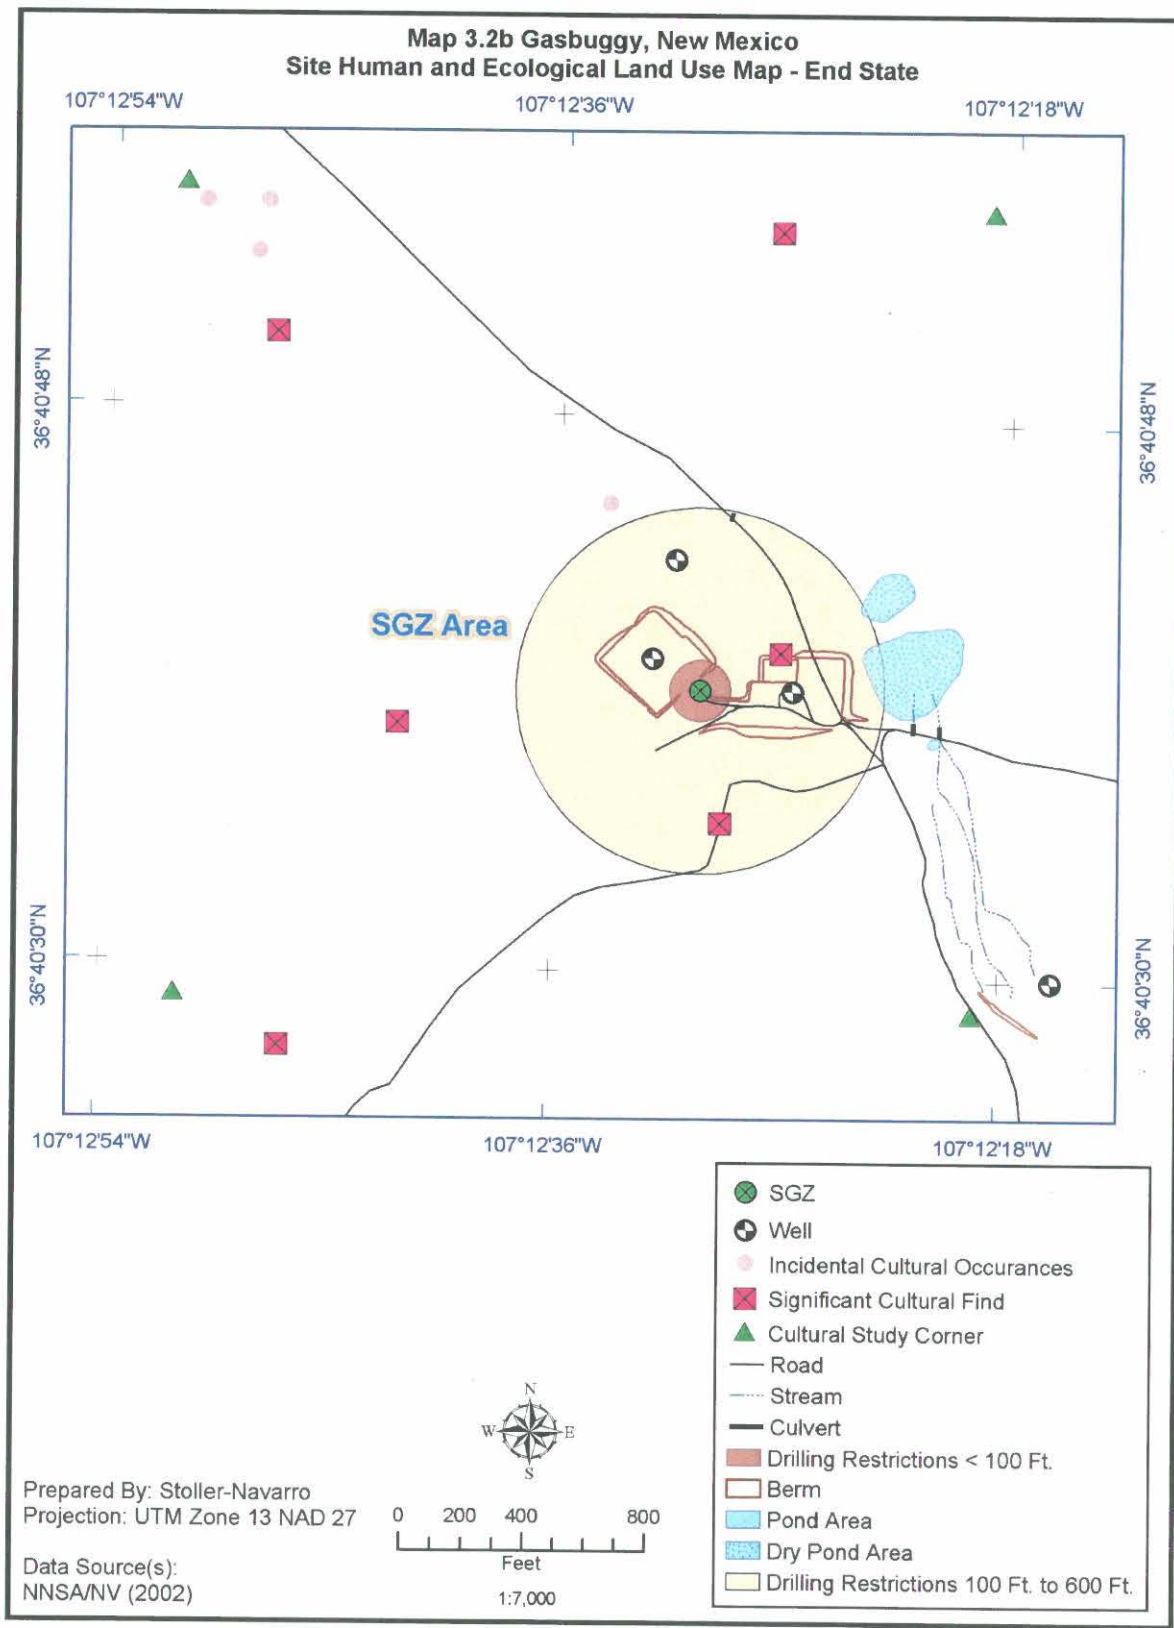 Map 3.2b Gasbuggy, New Mexico
Site Human and Ecological Land Use Map - End State
107°12'54"W
107°12'36"W
107°12'18"W
36°40'48"N
36°40'48"N
SGZ Area
36°40'30"N
36°40'30"N
107°12'54"W
107°12'36"W
107°12'18"W
SGZ
Well
Incidental Cultural Occurances
Significant Cultural Find
Cultural Study Corner
Road
Stream
Culvert
Drilling Restrictions < 100 Ft.
Berm
Pond Area
Dry Pond Area
Drilling Restrictions 100 Ft. to 600 Ft.
N
W E
S
Prepared By: Stoller-Navarro
Projection: UTM Zone 13 NAD 27
0 200 400 800
Feet
1:7,000
Data Source(s):
NNSA/NV (2002)